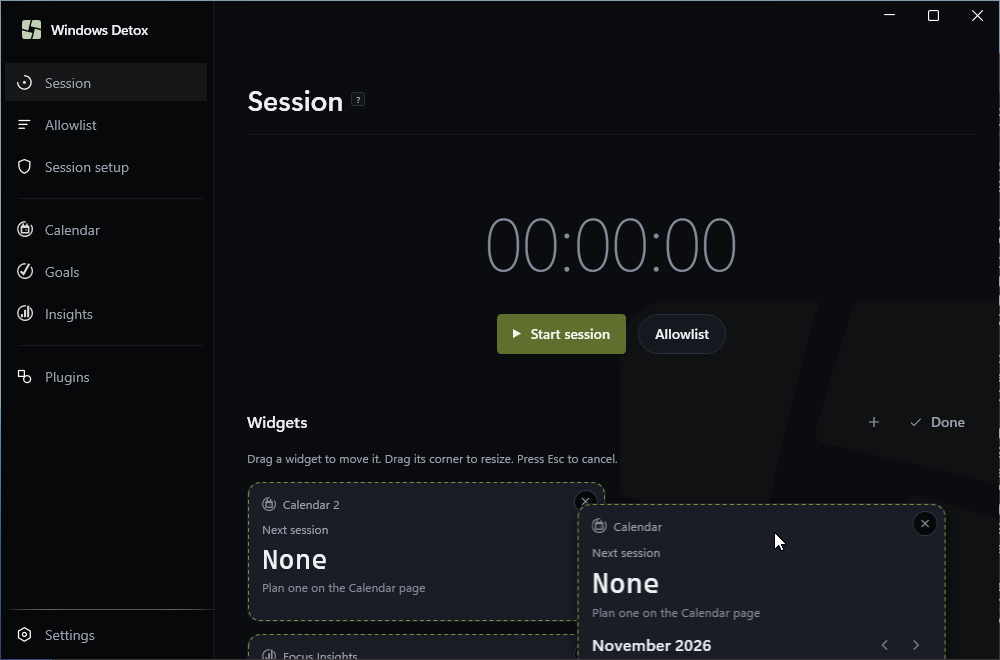 Windows Detox
Session
Allowlist
Session setup
Calendar
Goals
Insights
Plugins
Settings
Session ?
00:00:00
Start session
Allowlist
Widgets
Done
Drag a widget to move it. Drag its corner to resize. Press Esc to cancel.
Calendar 2
Next session
None
Plan one on the Calendar page
Focus Insights
Calendar
Next session
None
Plan one on the Calendar page
November 2026